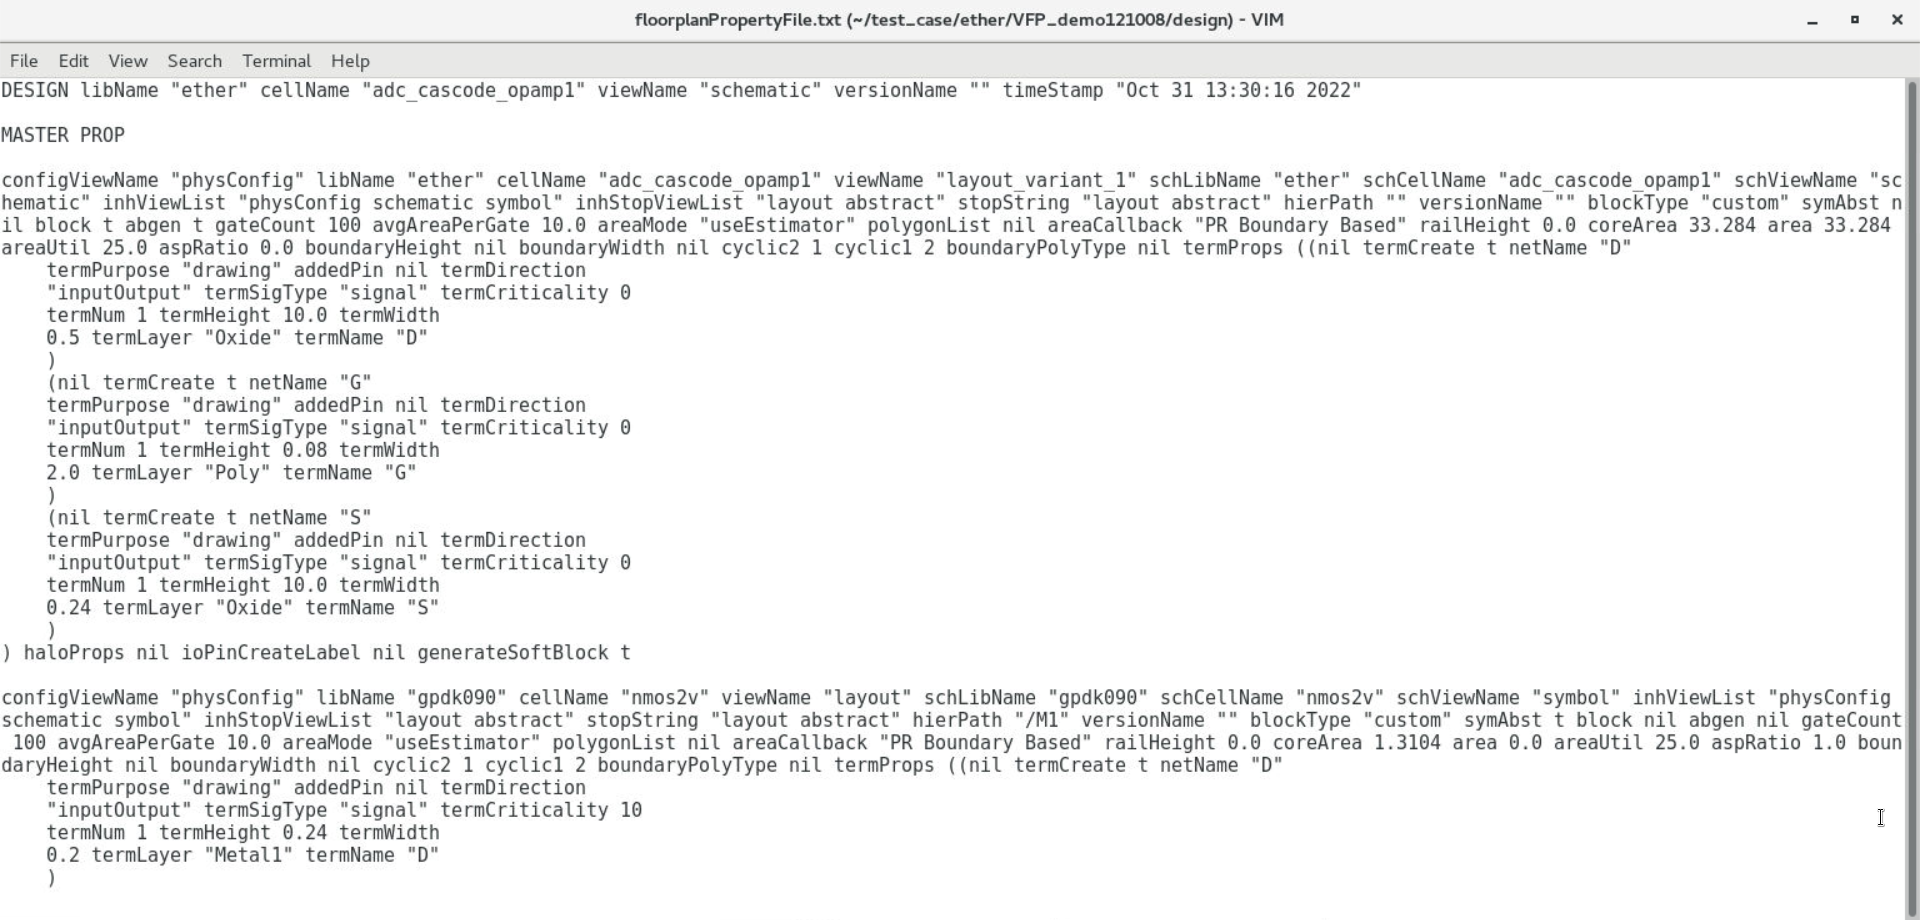 floorplanPropertyFile.txt (~/test_case/ether/VFP_demo121008/design) - VIM
File Edit View Search Terminal Help
DESIGN libName "ether" cellName "adc_cascode_opamp1" viewName "schematic" versionName "" timeStamp "Oct 31 13:30:16 2022"
MASTER PROP
configViewName "physConfig" libName "ether" cellName "adc_cascode_opamp1" viewName "layout_variant_1" schLibName "ether" schCellName "adc_cascode_opamp1" schViewName "sc
hematic" inhViewList "physConfig schematic symbol" inhStopViewList "layout abstract" stopString "layout abstract" hierPath "" versionName "" blockType "custom" symAbst n
il block t abgen t gateCount 100 avgAreaPerGate 10.0 areaMode "useEstimator" polygonList nil areaCallback "PR Boundary Based" railHeight 0.0 coreArea 33.284 area 33.284
areaUtil 25.0 aspRatio 0.0 boundaryHeight nil boundaryWidth nil cyclic2 1 cyclic1 2 boundaryPolyType nil termProps ((nil termCreate t netName "D"
    termPurpose "drawing" addedPin nil termDirection
    "inputOutput" termSigType "signal" termCriticality 0
    termNum 1 termHeight 10.0 termWidth
    0.5 termLayer "Oxide" termName "D"
    )
    (nil termCreate t netName "G"
    termPurpose "drawing" addedPin nil termDirection
    "inputOutput" termSigType "signal" termCriticality 0
    termNum 1 termHeight 0.08 termWidth
    2.0 termLayer "Poly" termName "G"
    )
    (nil termCreate t netName "S"
    termPurpose "drawing" addedPin nil termDirection
    "inputOutput" termSigType "signal" termCriticality 0
    termNum 1 termHeight 10.0 termWidth
    0.24 termLayer "Oxide" termName "S"
    )
) haloProps nil ioPinCreateLabel nil generateSoftBlock t
configViewName "physConfig" libName "gpdk090" cellName "nmos2v" viewName "layout" schLibName "gpdk090" schCellName "nmos2v" schViewName "symbol" inhViewList "physConfig
schematic symbol" inhStopViewList "layout abstract" stopString "layout abstract" hierPath "/M1" versionName "" blockType "custom" symAbst t block nil abgen nil gateCount
 100 avgAreaPerGate 10.0 areaMode "useEstimator" polygonList nil areaCallback "PR Boundary Based" railHeight 0.0 coreArea 1.3104 area 0.0 areaUtil 25.0 aspRatio 1.0 boun
daryHeight nil boundaryWidth nil cyclic2 1 cyclic1 2 boundaryPolyType nil termProps ((nil termCreate t netName "D"
    termPurpose "drawing" addedPin nil termDirection
    "inputOutput" termSigType "signal" termCriticality 10
    termNum 1 termHeight 0.24 termWidth
    0.2 termLayer "Metal1" termName "D"
    )